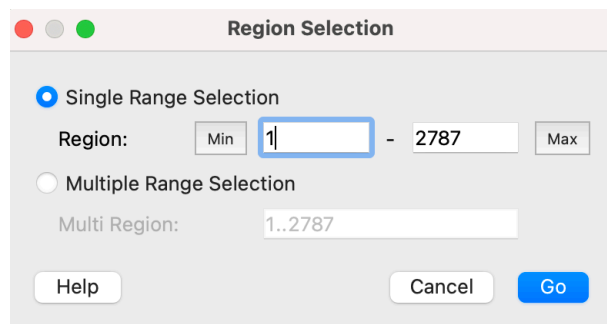 Region Selection
Single Range Selection
Region: Min 1 - 2787 Max
Multiple Range Selection
Multi Region: 1..2787
Help Cancel Go